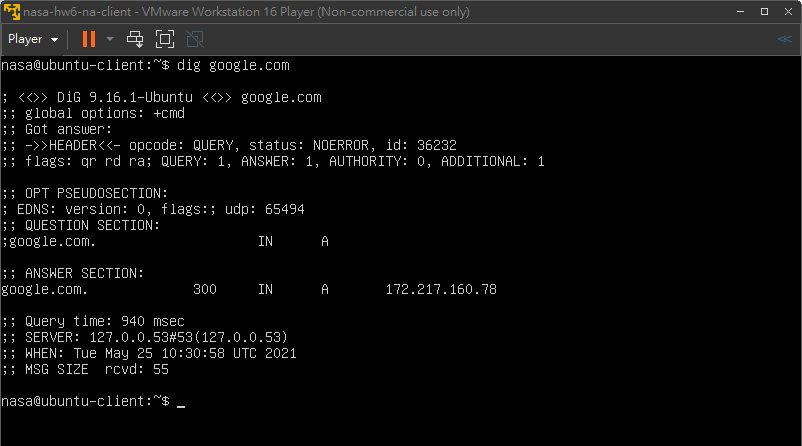 nasa-hw6-na-client - VMware Workstation 16 Player (Non-commercial use only)
Player
nasa@ubuntu-client:~$ dig google.com
; <<>> DiG 9.16.1-Ubuntu <<>> google.com
;; global options: +cmd
;; Got answer:
;; ->>HEADER<<- opcode: QUERY, status: NOERROR, id: 36232
;; flags: qr rd ra; QUERY: 1, ANSWER: 1, AUTHORITY: 0, ADDITIONAL: 1
;; OPT PSEUDOSECTION:
; EDNS: version: 0, flags:; udp: 65494
;; QUESTION SECTION:
;google.com. IN A
;; ANSWER SECTION:
google.com. 300 IN A 172.217.160.78
;; Query time: 940 msec
;; SERVER: 127.0.0.53#53(127.0.0.53)
;; WHEN: Tue May 25 10:30:58 UTC 2021
;; MSG SIZE rcvd: 55
nasa@ubuntu-client:~$ _